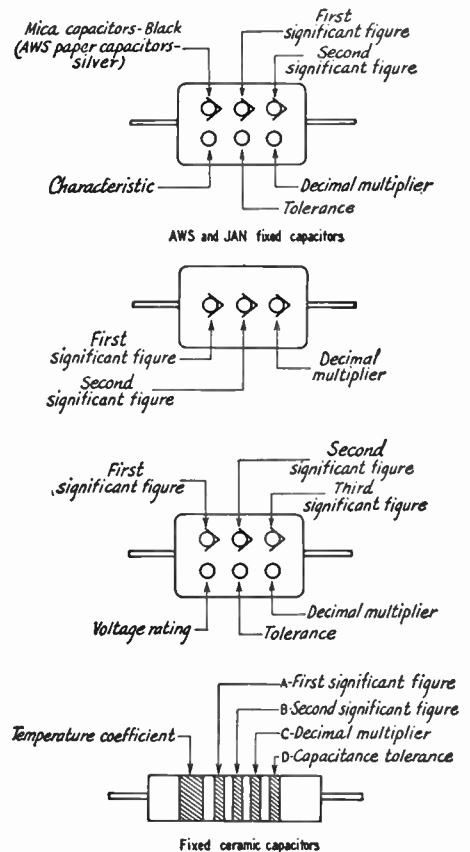 Mica capacitors-Black
(AWS paper capacitors-
silver)
First
significant figure
Second
significant figure
Characteristic
Decimal multiplier
Tolerance
AWS and JAN fixed capacitors
First
significant figure
Second
significant figure
Decimal
multiplier
First
significant figure
Second
significant figure
Third
significant figure
Voltage rating
Decimal multiplier
Tolerance
Temperature coefficient
A-First significant figure
B-Second significant figure
C-Decimal multiplier
D-Capacitance tolerance
Fixed ceramic capacitors